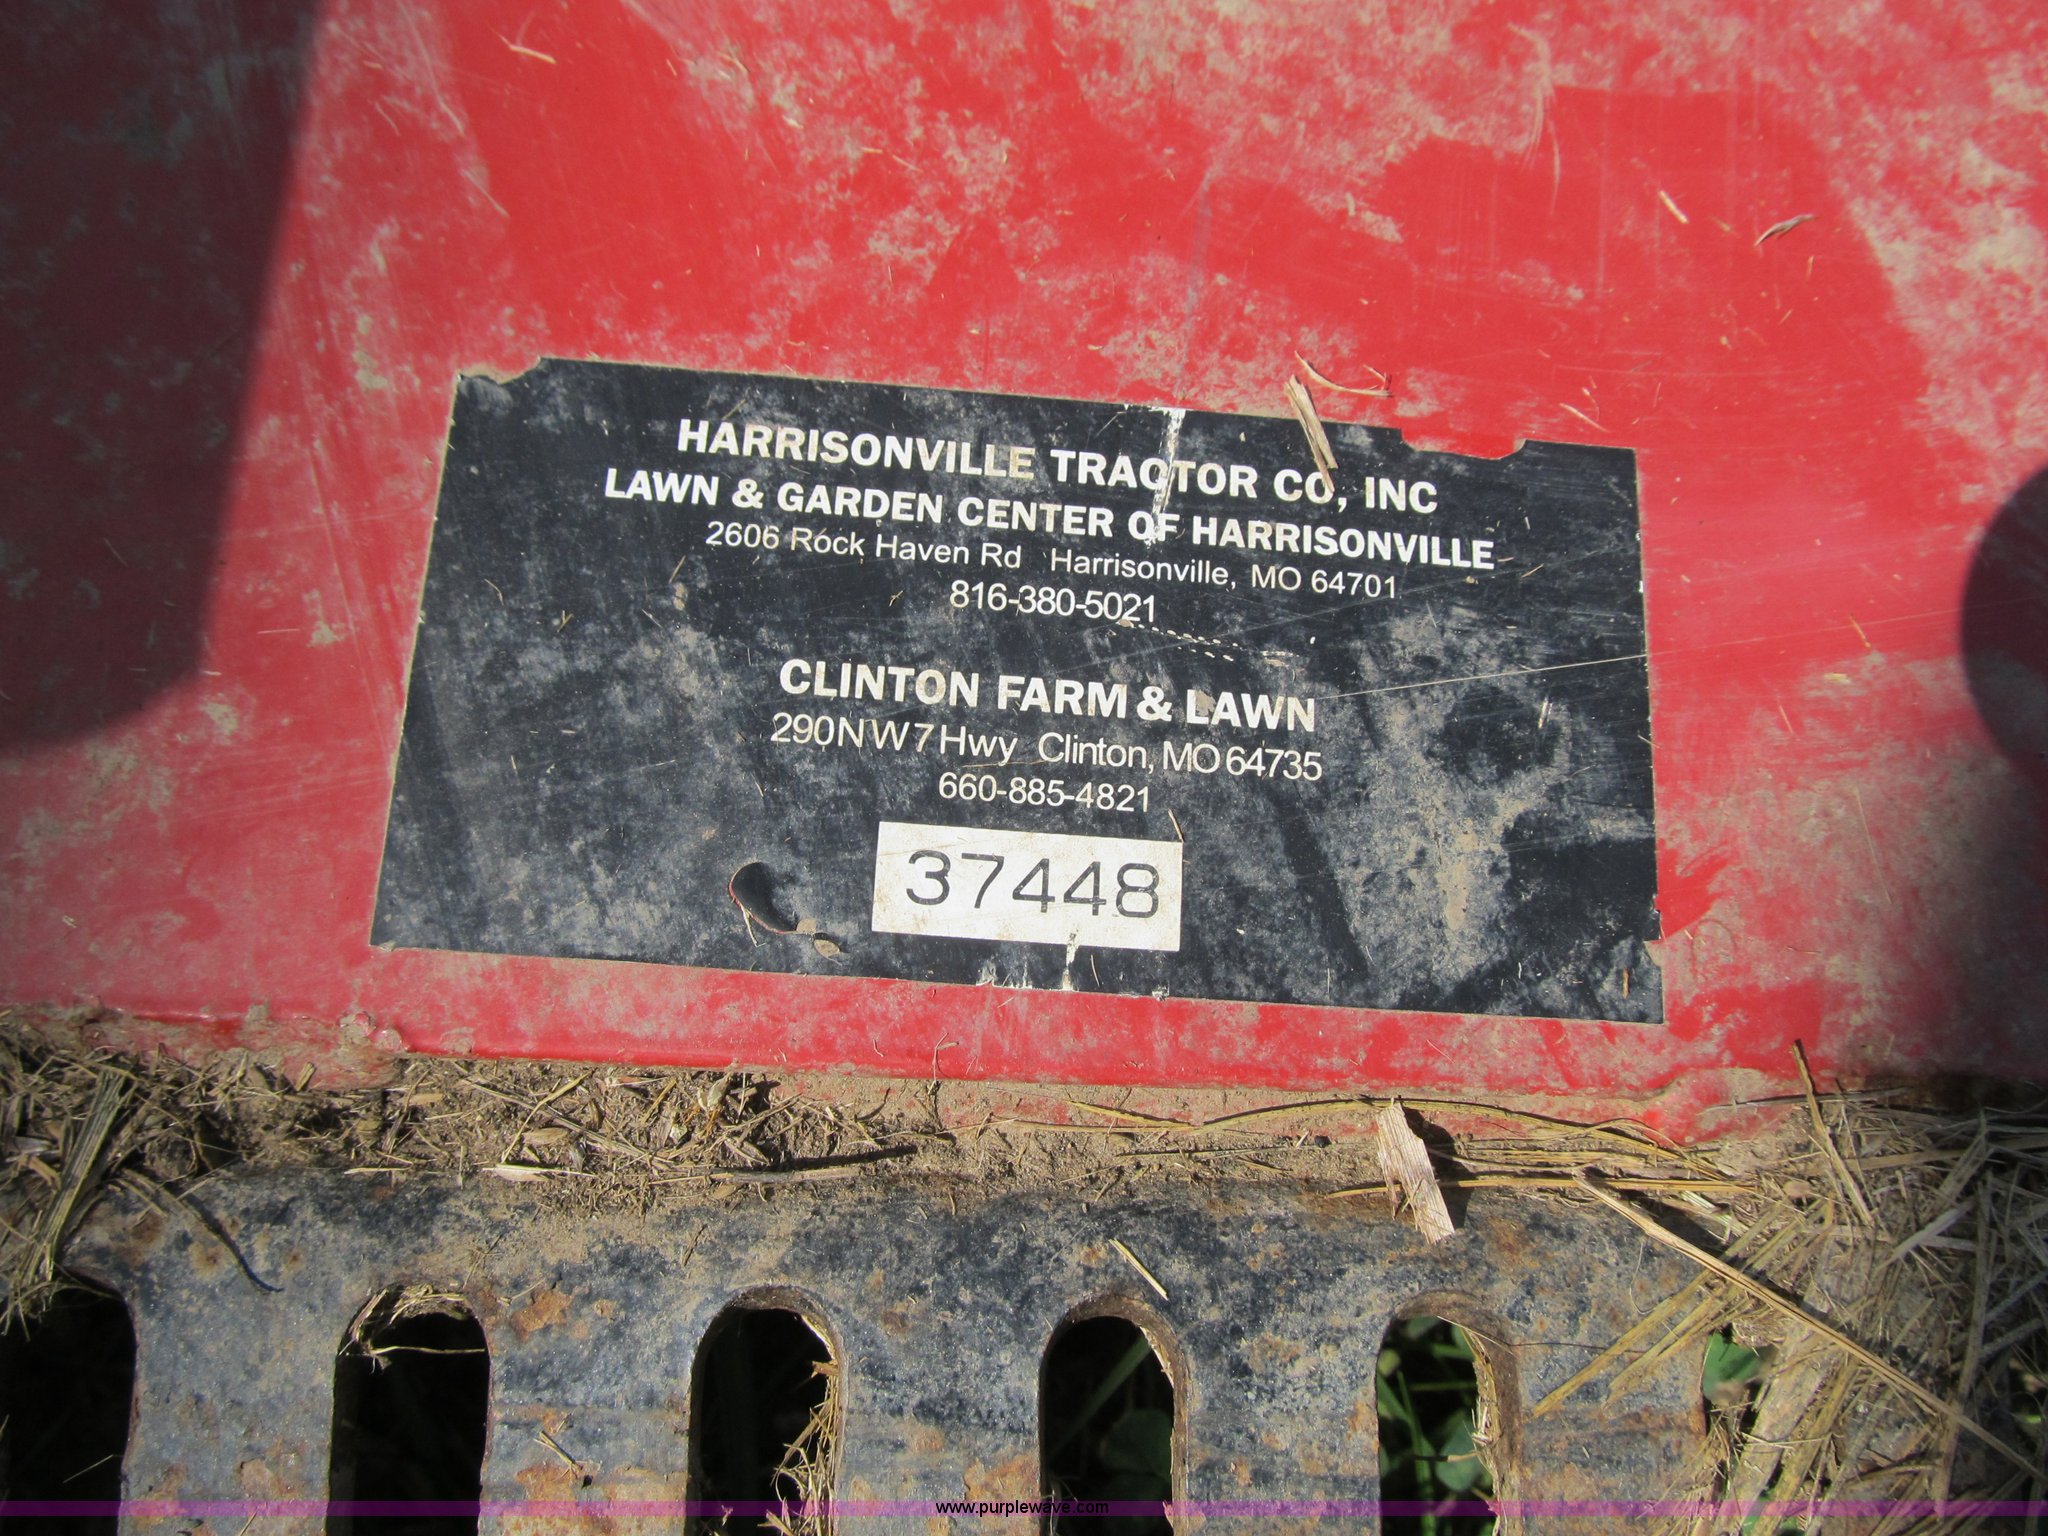 HARRISONVILLE TRACTOR CO, INC
LAWN & GARDEN CENTER OF HARRISONVILLE
2606 Rock Haven Rd Harrisonville, MO 64701
816-380-5021
CLINTON FARM & LAWN
290 NW 7 Hwy Clinton, MO 64735
660-885-4821
37448
www.purplewave.com